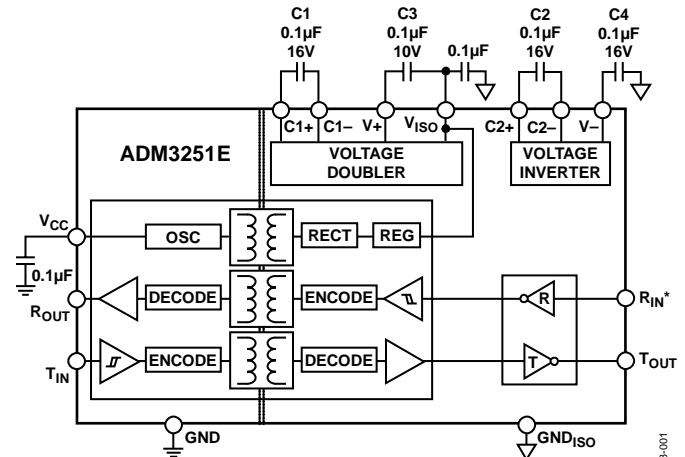 C1
0.1µF
16V
C3
0.1µF
10V
0.1µF
C2
0.1µF
16V
C4
0.1µF
16V
C1+ C1– V+ VISO C2+ C2– V–
ADM3251E
VOLTAGE
DOUBLER
VOLTAGE
INVERTER
VCC
OSC RECT REG
0.1µF
DECODE ENCODE R RIN*
ROUT
TIN ENCODE DECODE T TOUT
GND GNDISO
3-001